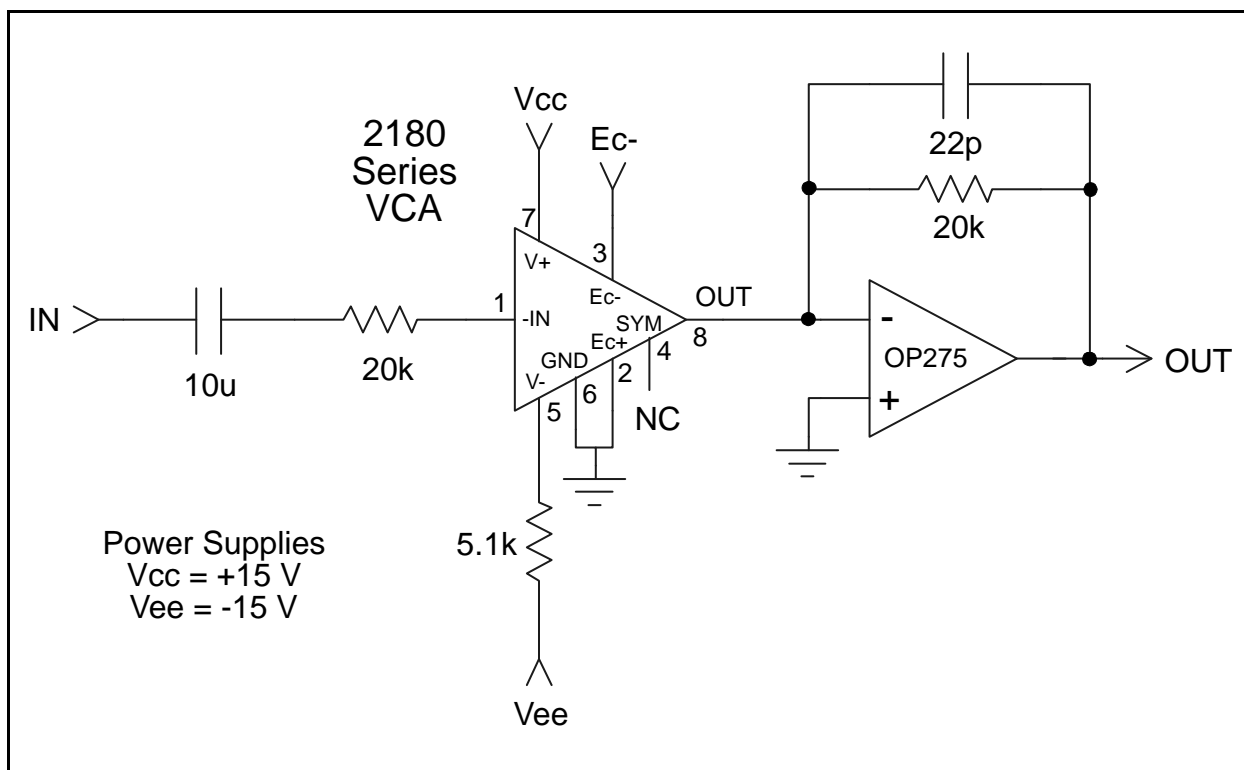 Vcc
2180
Series
VCA
Ec-
22p
20k
7
V+
3
Ec-
IN
10u
20k
1
-IN
SYM
OUT
8
4
Ec+
2
GND
6
V-
5
NC
-
OP275
+
OUT
5.1k
Power Supplies
Vcc = +15 V
Vee = -15 V
Vee